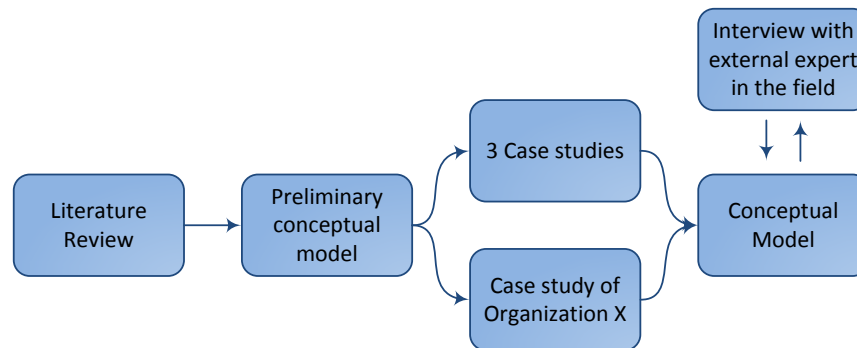 Literature
Review
Preliminary
conceptual
model
3 Case studies
Case study of
Organization X
Interview with
external expert
in the field
Conceptual
Model